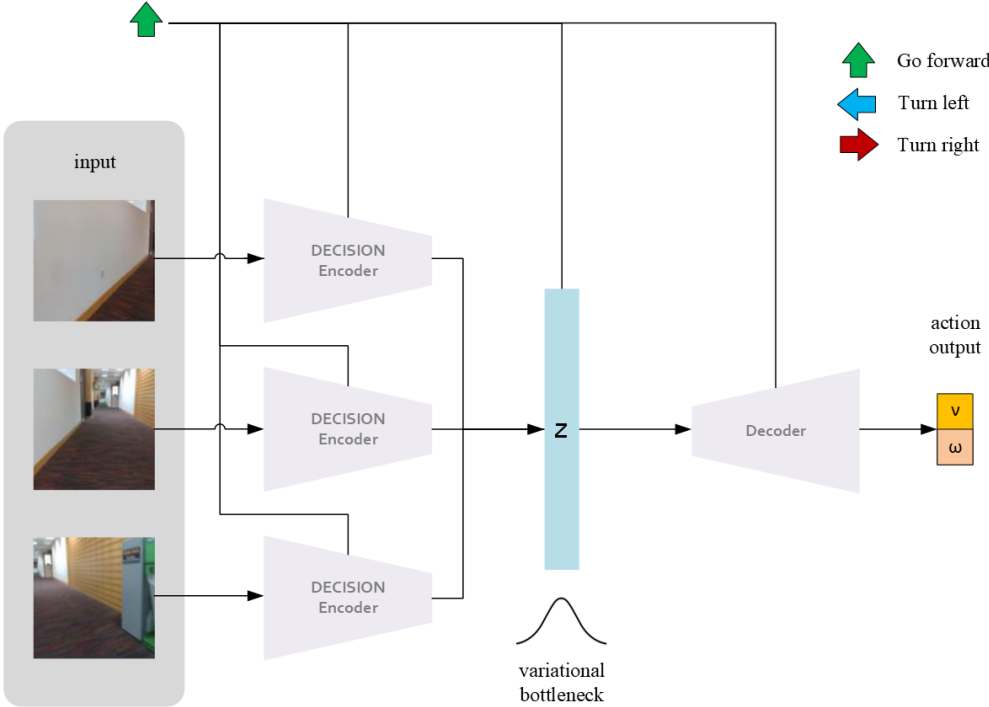 Go forward
Turn left
Turn right
input
DECISION
Encoder
DECISION
Encoder
DECISION
Encoder
z
variational
bottleneck
Decoder
action
output
v
ω